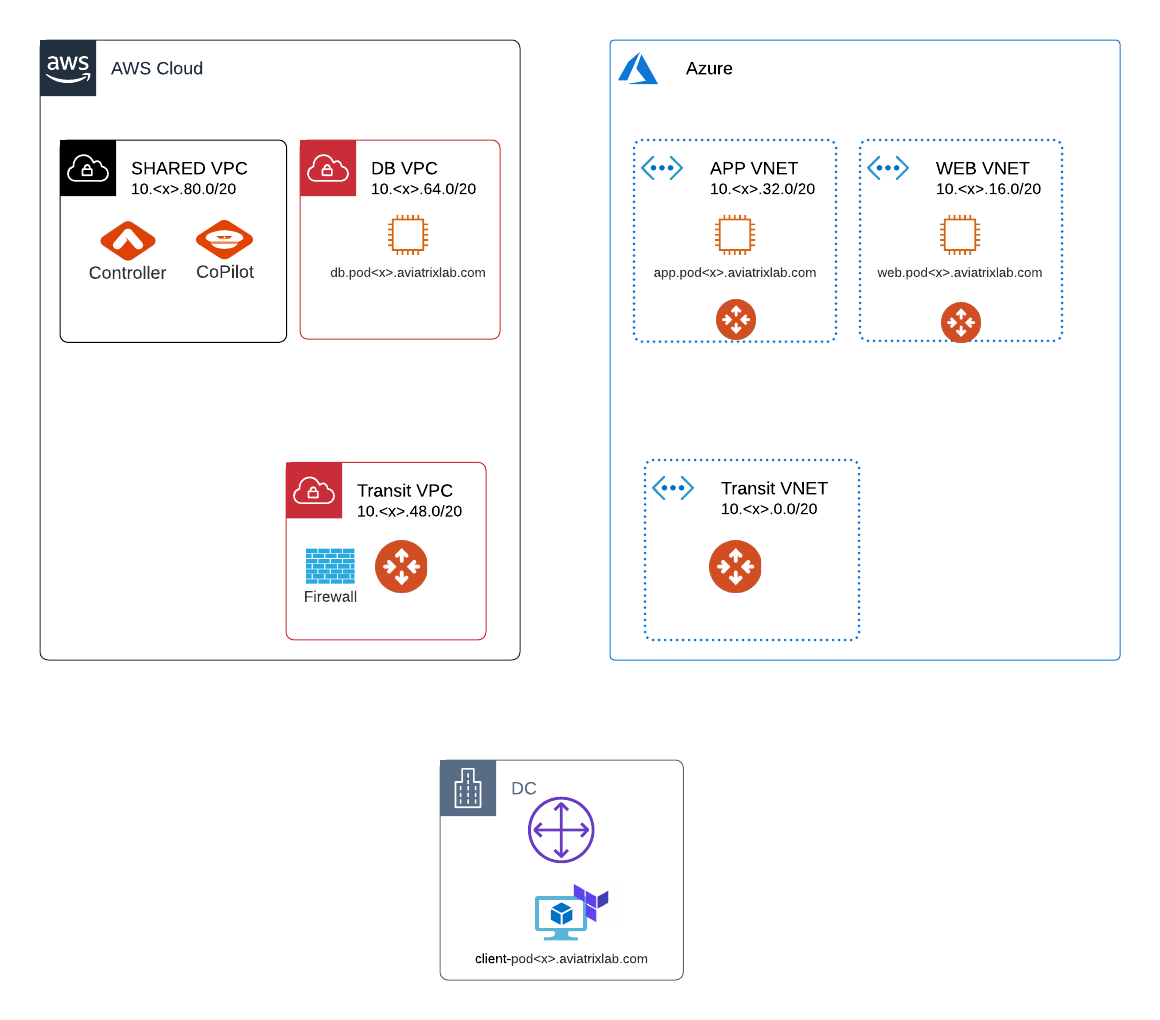 aws
AWS Cloud
SHARED VPC
10.<x>.80.0/20
Controller
CoPilot
DB VPC
10.<x>.64.0/20
db.pod<x>.aviatrixlab.com
Transit VPC
10.<x>.48.0/20
Firewall
Azure
APP VNET
10.<x>.32.0/20
app.pod<x>.aviatrixlab.com
WEB VNET
10.<x>.16.0/20
web.pod<x>.aviatrixlab.com
Transit VNET
10.<x>.0.0/20
DC
client-pod<x>.aviatrixlab.com